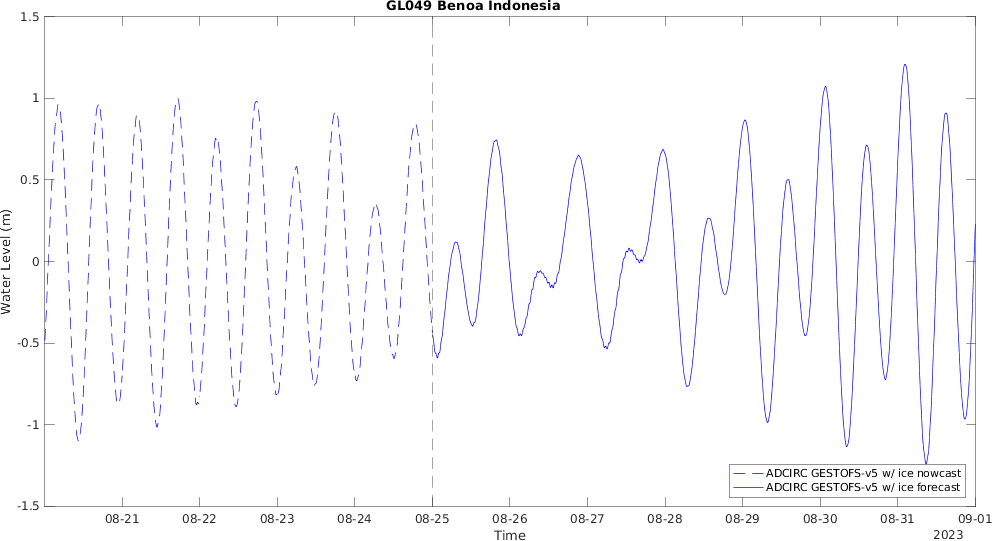 GL049 Benoa Indonesia
1.5
1
0.5
0
-0.5
-1
-1.5
Water Level (m)
ADCIRC GESTOFS-v5 w/ ice nowcast
ADCIRC GESTOFS-v5 w/ ice forecast
08-21 08-22 08-23 08-24 08-25 08-26 08-27 08-28 08-29 08-30 08-31 09-01
Time
2023